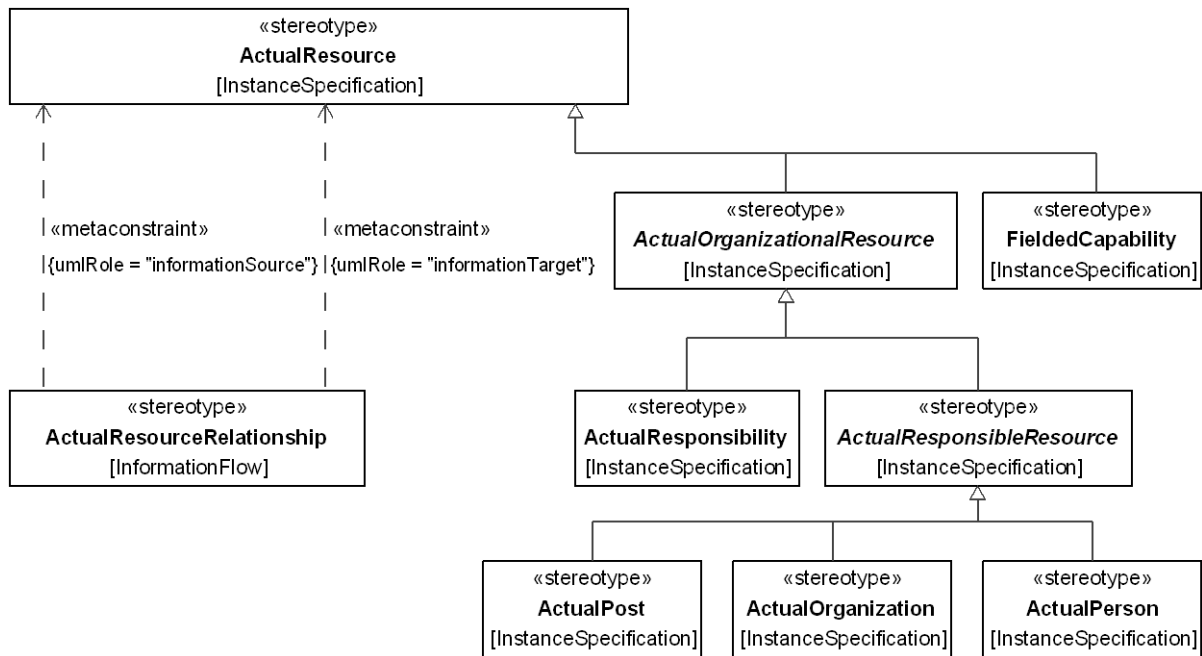 «stereotype»
ActualResource
[InstanceSpecification]
«metaconstraint»
{umlRole = "informationSource"}
«metaconstraint»
{umlRole = "informationTarget"}
«stereotype»
ActualOrganizationalResource
[InstanceSpecification]
«stereotype»
FieldedCapability
[InstanceSpecification]
«stereotype»
ActualResourceRelationship
[InformationFlow]
«stereotype»
ActualResponsibility
[InstanceSpecification]
«stereotype»
ActualResponsibleResource
[InstanceSpecification]
«stereotype»
ActualPost
[InstanceSpecification]
«stereotype»
ActualOrganization
[InstanceSpecification]
«stereotype»
ActualPerson
[InstanceSpecification]